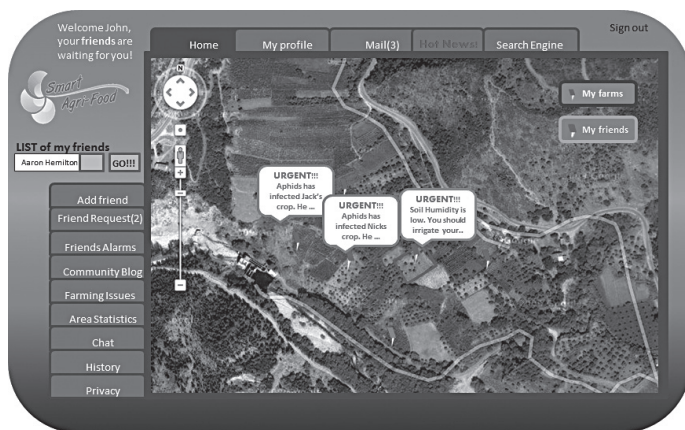 Welcome John,
your friends are
waiting for you!
Sign out
Home
My profile
Mail(3)
Hot News!
Search Engine
Smart
Agri-Food
LIST of my friends
Aaron Hemilton
GO!!!
Add friend
Friend Request(2)
Friends Alarms
Community Blog
Farming Issues
Area Statistics
Chat
History
Privacy
N
My farms
My friends
URGENT!!!
Aphids has
infected Jack's
crop. He ...
URGENT!!!
Aphids has
infected Nicks
crop. He ...
URGENT!!!
Soil Humidity is
low. You should
irrigate your..